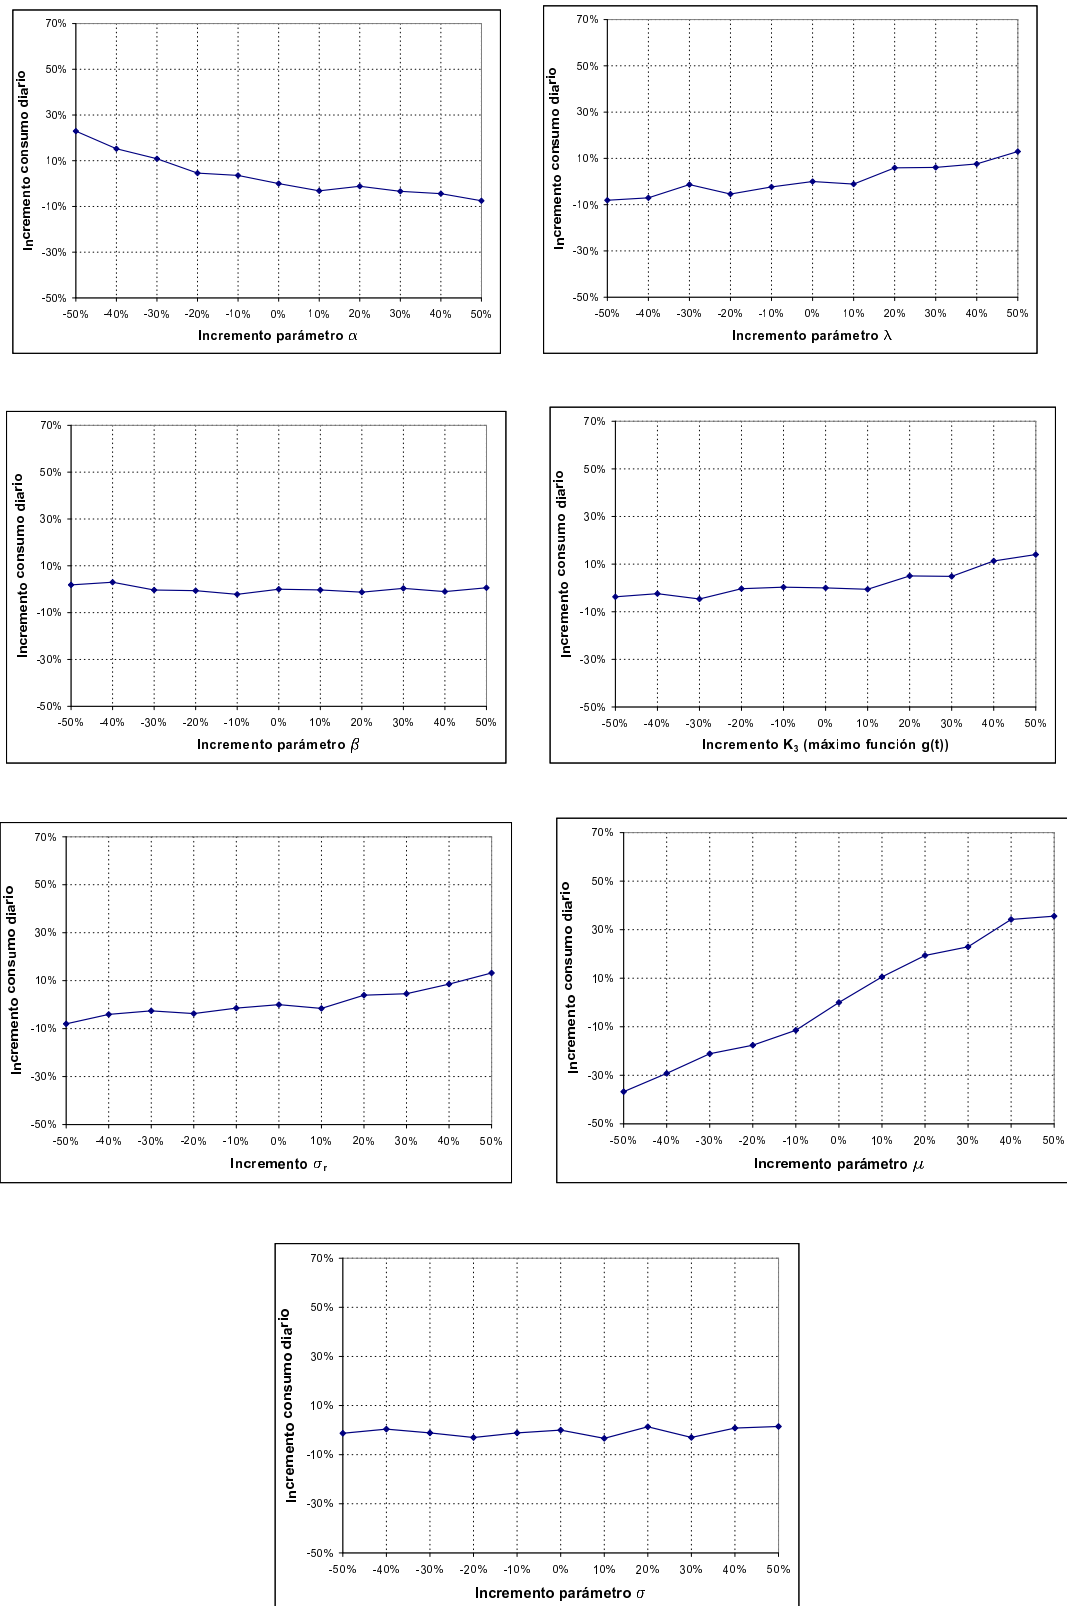 70%
50%
30%
10%
-10%
-30%
-50%
-50% -40% -30% -20% -10% 0% 10% 20% 30% 40% 50%
Incremento consumo diario
Incremento parámetro α
70%
50%
30%
10%
-10%
-30%
-50%
-50% -40% -30% -20% -10% 0% 10% 20% 30% 40% 50%
Incremento consumo diario
Incremento parámetro λ
70%
50%
30%
10%
-10%
-30%
-50%
-50% -40% -30% -20% -10% 0% 10% 20% 30% 40% 50%
Incremento consumo diario
Incremento parámetro β
70%
50%
30%
10%
-10%
-30%
-50%
-50% -40% -30% -20% -10% 0% 10% 20% 30% 40% 50%
Incremento consumo diario
Incremento K₃ (máximo función g(t))
70%
50%
30%
10%
-10%
-30%
-50%
-50% -40% -30% -20% -10% 0% 10% 20% 30% 40% 50%
Incremento consumo diario
Incremento σᵣ
70%
50%
30%
10%
-10%
-30%
-50%
-50% -40% -30% -20% -10% 0% 10% 20% 30% 40% 50%
Incremento consumo diario
Incremento parámetro μ
70%
50%
30%
10%
-10%
-30%
-50%
-50% -40% -30% -20% -10% 0% 10% 20% 30% 40% 50%
Incremento consumo diario
Incremento parámetro σ